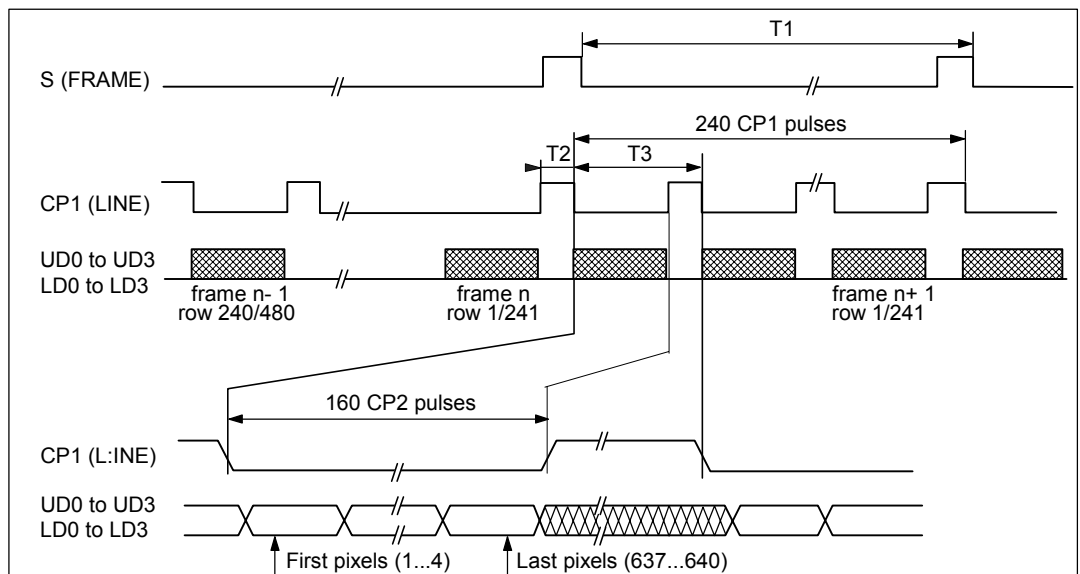 T1
S (FRAME)
240 CP1 pulses
T2 T3
CP1 (LINE)
UD0 to UD3
LD0 to LD3
frame n- 1
row 240/480
frame n
row 1/241
frame n+ 1
row 1/241
160 CP2 pulses
CP1 (L:INE)
UD0 to UD3
LD0 to LD3
First pixels (1...4)
Last pixels (637...640)